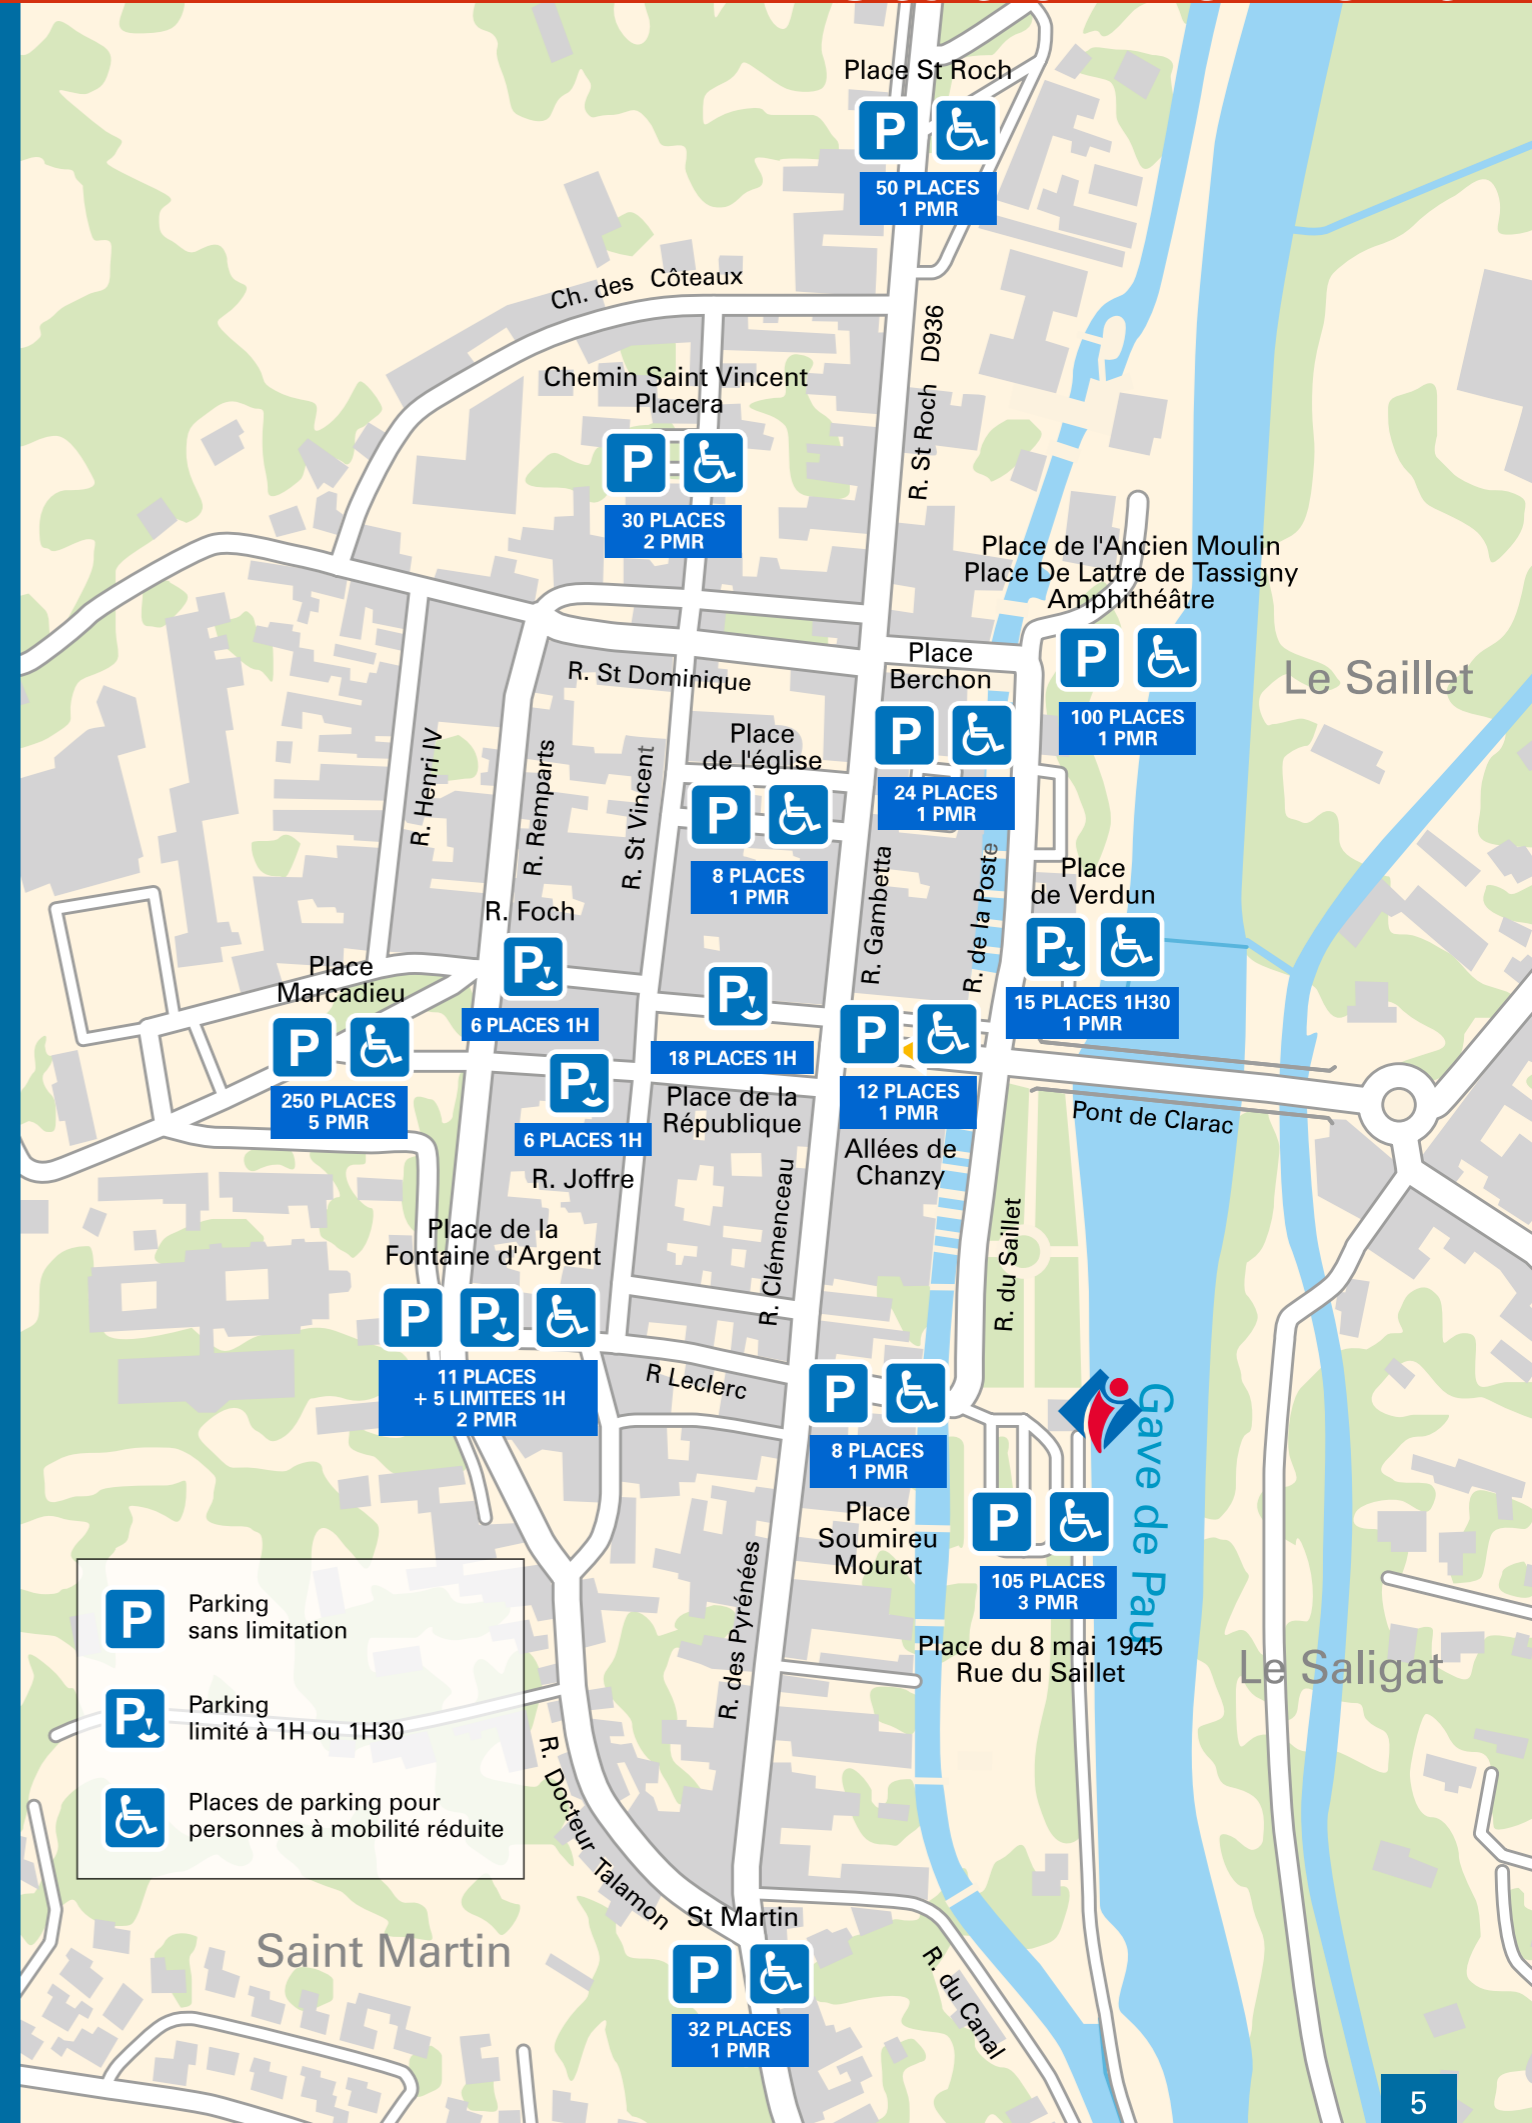 Place St Roch
P
50 PLACES
1 PMR
Ch. des Côteaux
R. St Roch D936
Chemin Saint Vincent
Placera
P
30 PLACES
2 PMR
Place de l'Ancien Moulin
Place De Lattre de Tassigny
Amphithéâtre
P
100 PLACES
1 PMR
Le Saillet
R. St Dominique
Place
Berchon
P
24 PLACES
1 PMR
Place
de l'église
P
8 PLACES
1 PMR
R. Henri IV
R. Remparts
R. St Vincent
R. Gambetta
R. de la Poste
Place
de Verdun
P
15 PLACES 1H30
1 PMR
R. Foch
P
6 PLACES 1H
Place
Marcadieu
P
250 PLACES
5 PMR
P
18 PLACES 1H
Place de la
République
P
12 PLACES
1 PMR
Allées de
Chanzy
Pont de Clarac
P
6 PLACES 1H
R. Joffre
R. Clémenceau
R. du Saillet
Place de la
Fontaine d'Argent
P
P
11 PLACES
+ 5 LIMITEES 1H
2 PMR
R Leclerc
P
8 PLACES
1 PMR
Place
Soumireu
Mourat
Gave de Pau
P
105 PLACES
3 PMR
Place du 8 mai 1945
Rue du Saillet
Le Saligat
R. des Pyrénées
P
Parking
sans limitation
P
Parking
limité à 1H ou 1H30
Places de parking pour
personnes à mobilité réduite
R. Docteur Talamon
Saint Martin
St Martin
P
32 PLACES
1 PMR
R. du Canal
5